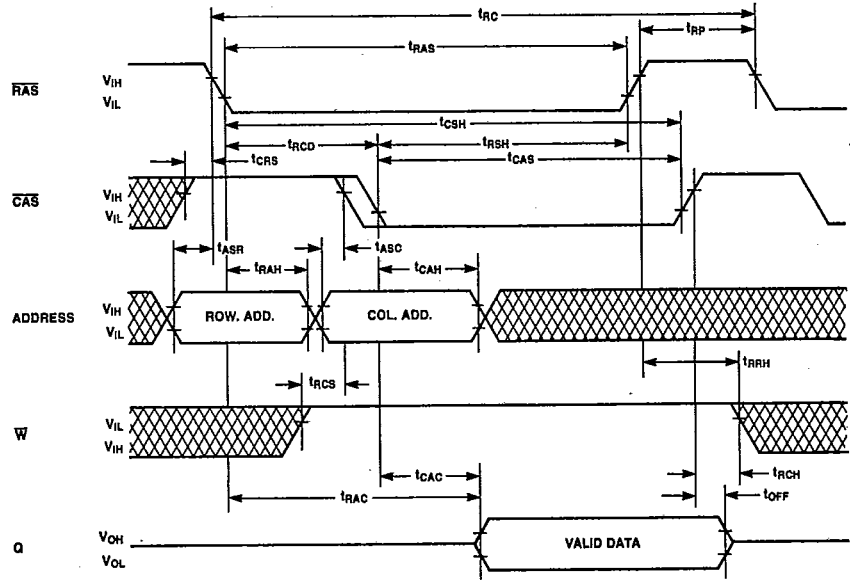 tRC
tRP
tRAS
RAS
VIH
VIL
tCSH
tRCD
tRSH
tCRS
tCAS
CAS
VIH
VIL
tASR
tASC
tRAH
tCAH
ADDRESS
VIH
VIL
ROW. ADD.
COL. ADD.
tRRH
tRCS
W
VIL
VIH
tCAC
tRCH
tRAC
tOFF
Q
VOH
VOL
VALID DATA